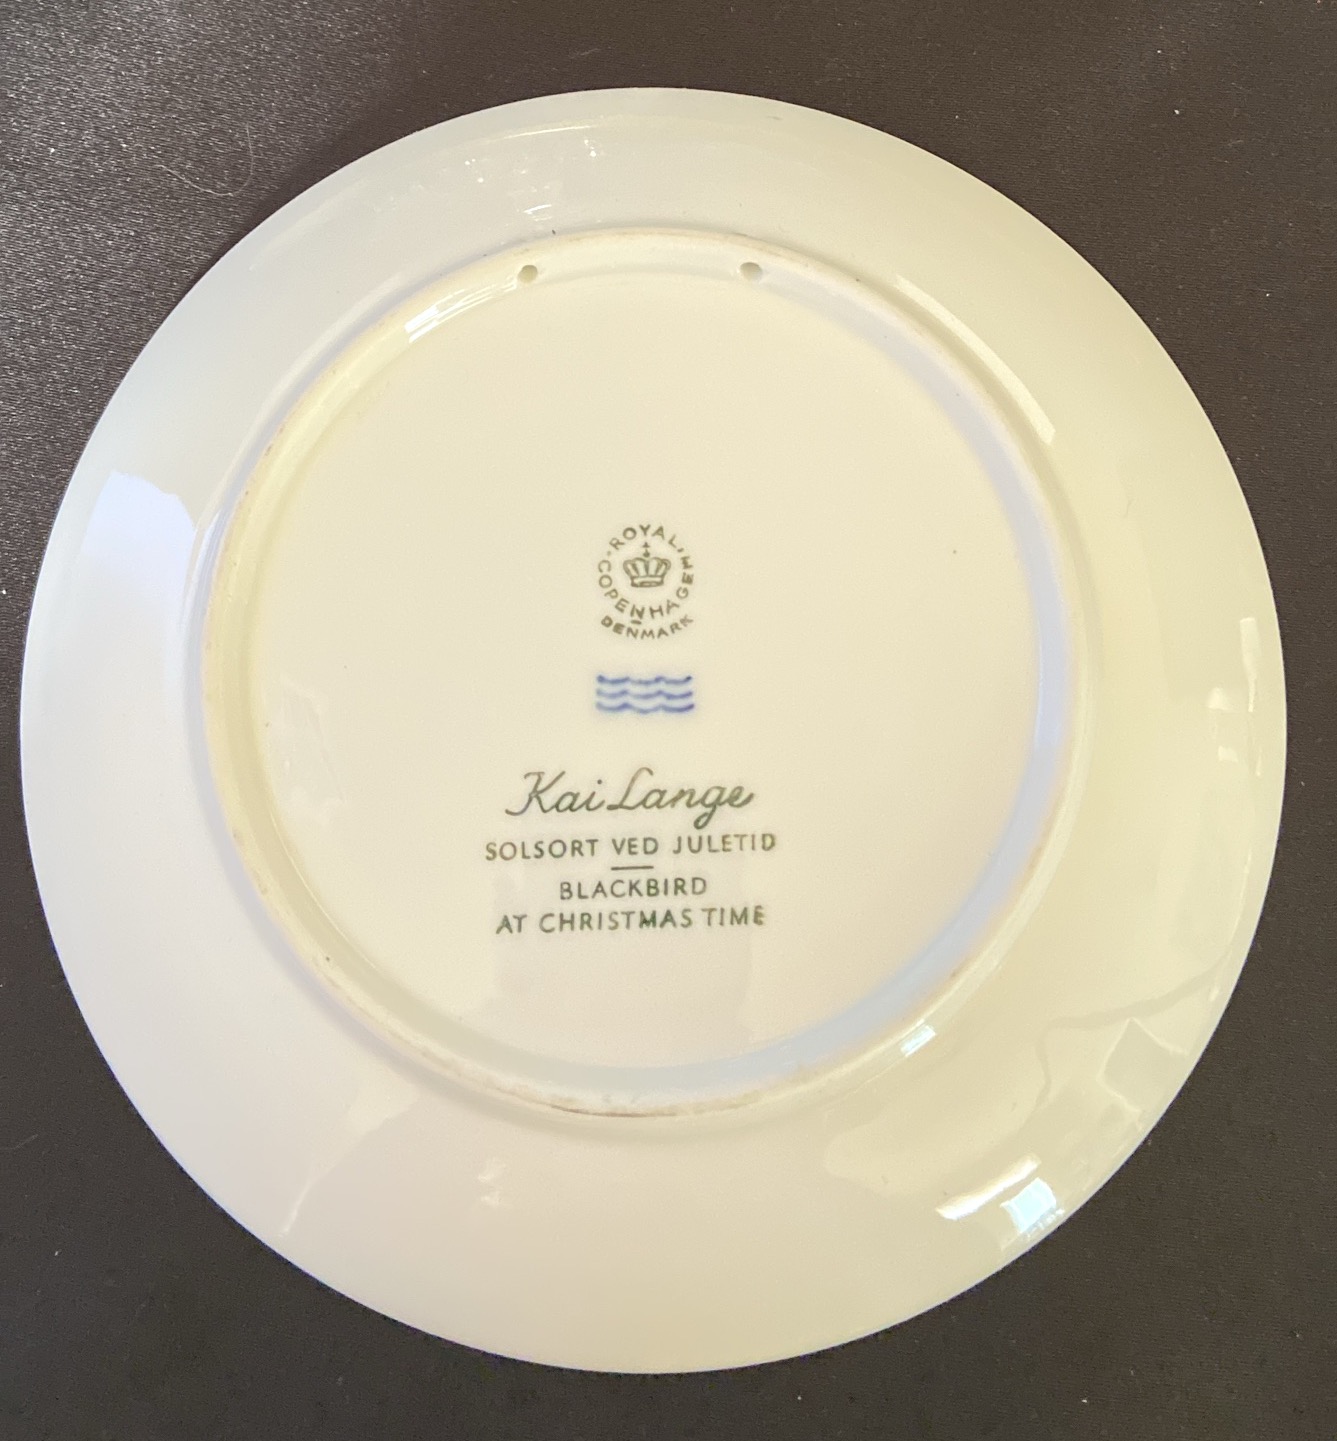 ROYAL
COPENHAGEN
DENMARK
Kai Lange
SOLSORT VED JULETID
BLACKBIRD
AT CHRISTMAS TIME